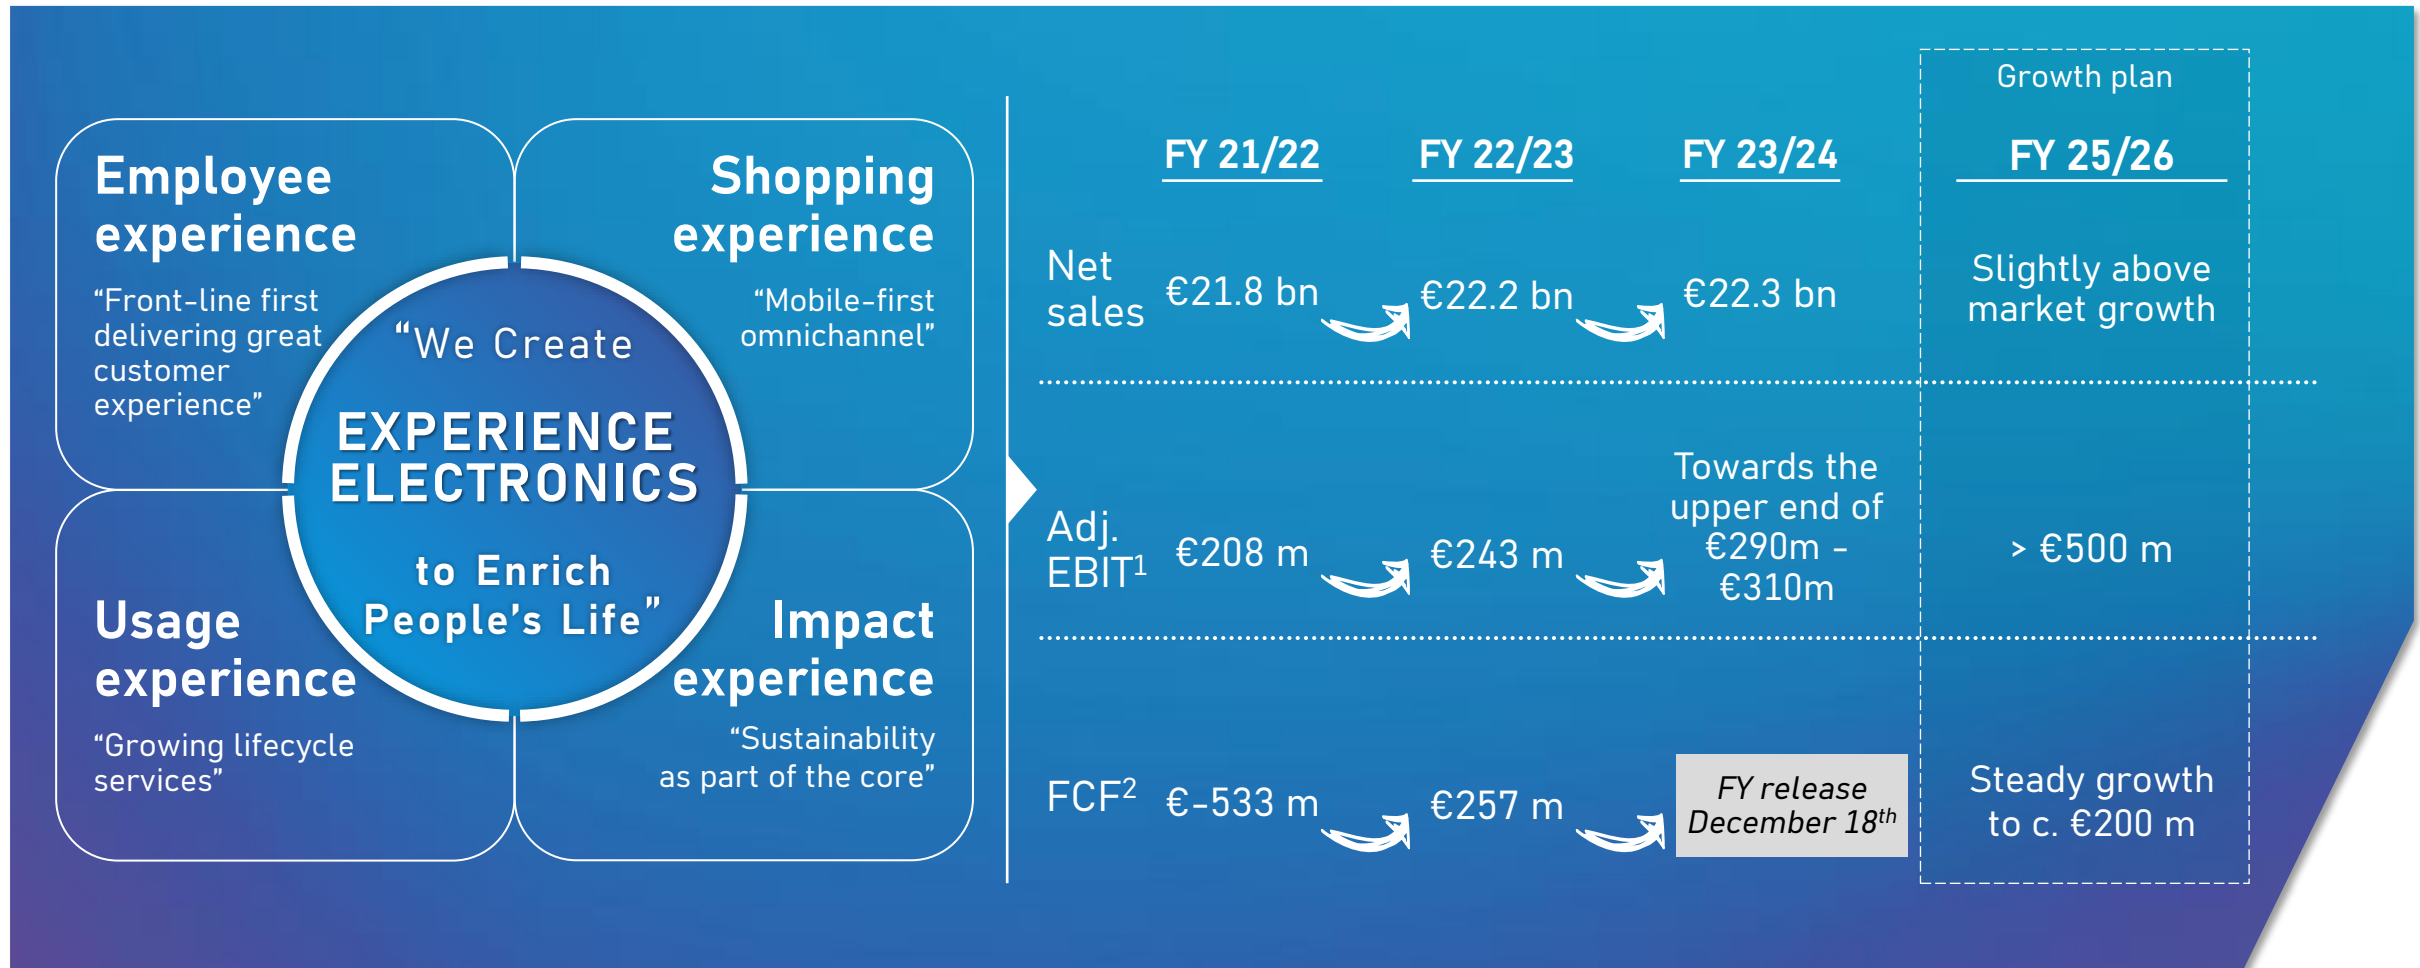 Employee
experience
“Front-line first
delivering great
customer
experience”
Shopping
experience
“Mobile-first
omnichannel”
“We Create
EXPERIENCE
ELECTRONICS
to Enrich
People’s Life”
Usage
experience
“Growing lifecycle
services”
Impact
experience
“Sustainability
as part of the core”
Growth plan
FY 21/22 FY 22/23 FY 23/24 FY 25/26
Net
sales
€21.8 bn
€22.2 bn
€22.3 bn
Slightly above
market growth
Adj.
EBIT¹
€208 m
€243 m
Towards the
upper end of
€290m -
€310m
> €500 m
FCF²
€-533 m
€257 m
FY release
December 18th
Steady growth
to c. €200 m